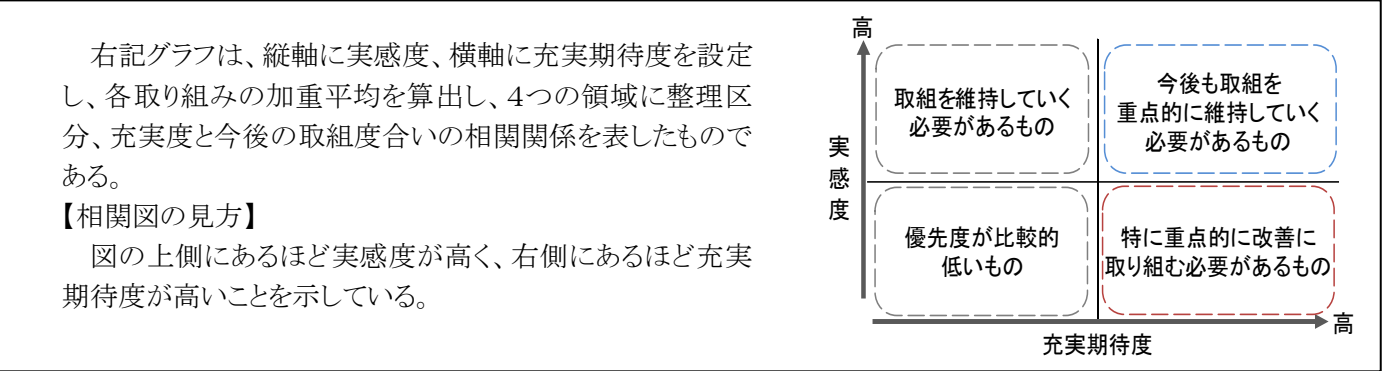 右記グラフは、縦軸に実感度、横軸に充実期待度を設定
し、各取り組みの加重平均を算出し、4つの領域に整理区
分、充実度と今後の取組度合いの相関関係を表したもので
ある。
【相関図の見方】
図の上側にあるほど実感度が高く、右側にあるほど充実
期待度が高いことを示している。
高
実感度
取組を維持していく
必要があるもの
今後も取組を
重点的に維持していく
必要があるもの
優先度が比較的
低いもの
特に重点的に改善に
取り組む必要があるもの
高
充実期待度